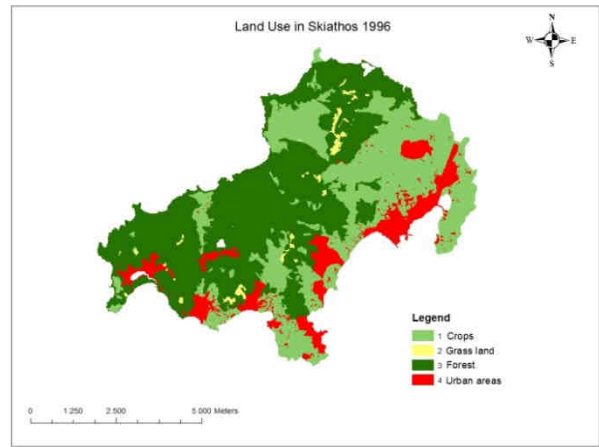 Land Use in Skiathos 1996
N
W E
S
Legend
1 Crops
2 Grass land
3 Forest
4 Urban areas
0 1.250 2.500 5 000 Meters